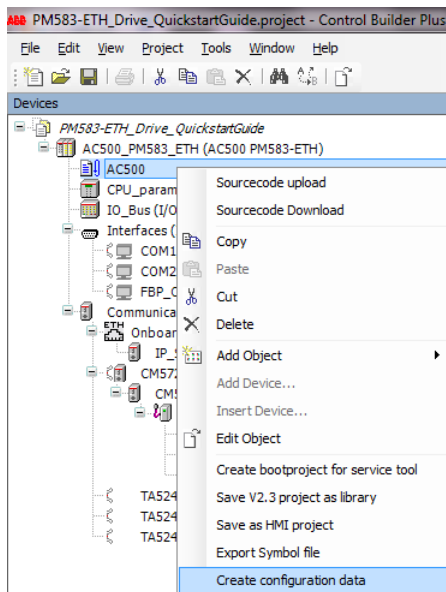 ABB PM583-ETH_Drive_QuickstartGuide.project - Control Builder Plus
File Edit View Project Tools Window Help
Devices
PM583-ETH_Drive_QuickstartGuide
AC500_PM583_ETH (AC500 PM583-ETH)
AC500
CPU_param
IO_Bus (I/O
Interfaces (
COM1
COM2
FBP_C
Communica
ETH Onboar
IP_S
CM572
CM5
TA524
TA524
TA524
Sourcecode upload
Sourcecode Download
Copy
Paste
Cut
Delete
Add Object
Add Device...
Insert Device...
Edit Object
Create bootproject for service tool
Save V2.3 project as library
Save as HMI project
Export Symbol file
Create configuration data